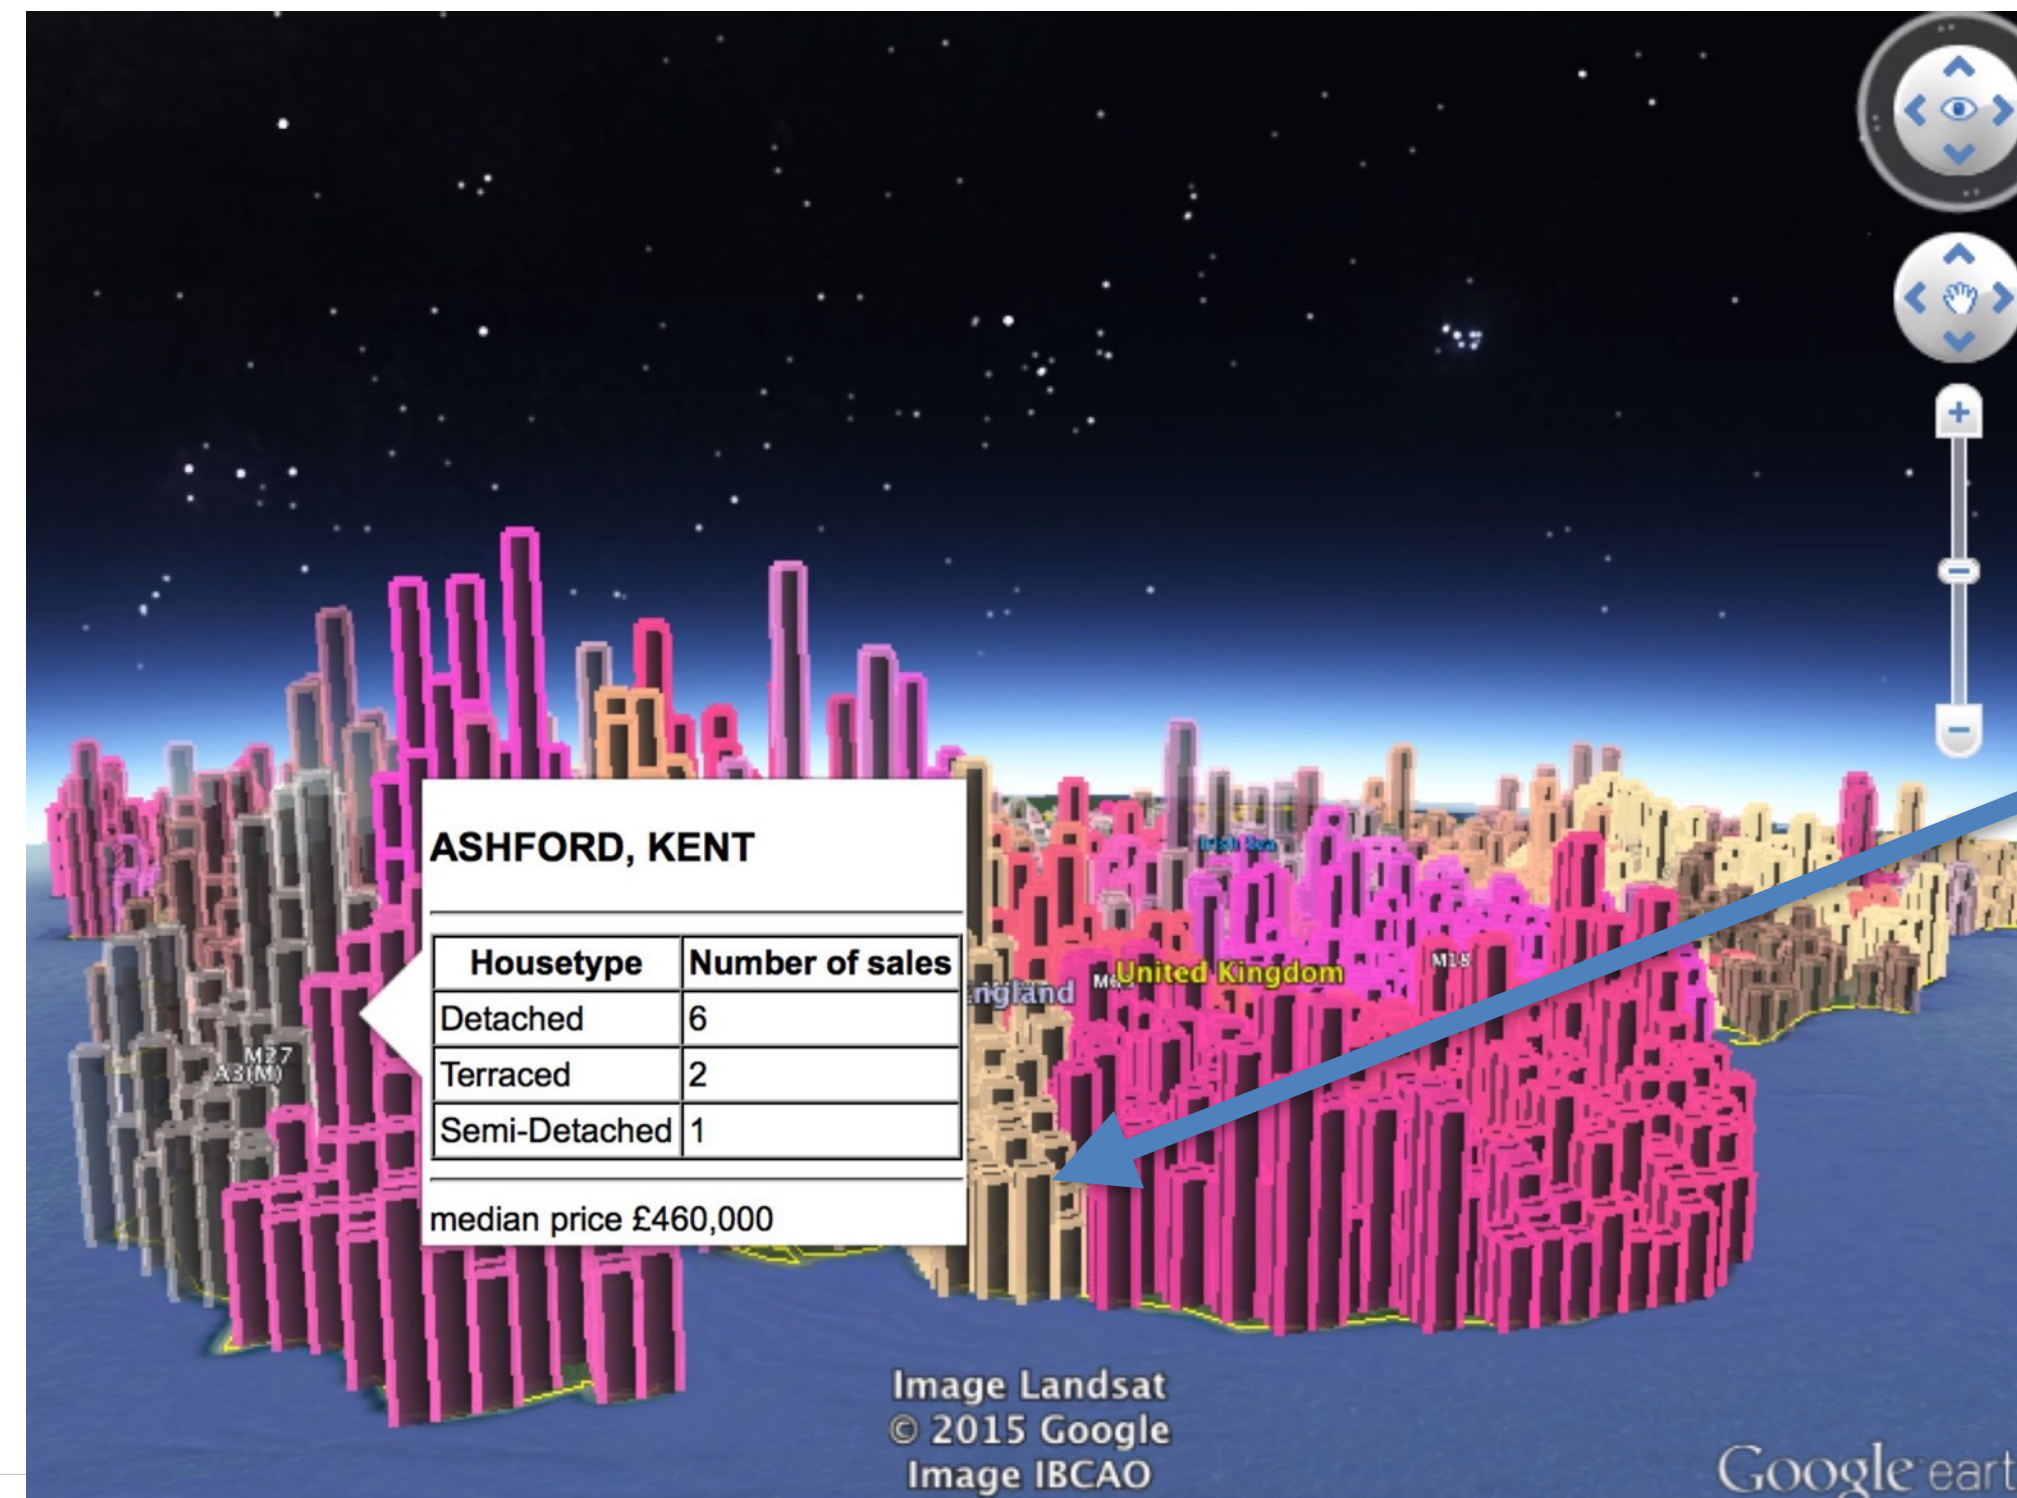 ASHFORD, KENT
Housetype Number of sales
Detached 6
Terraced 2
Semi-Detached 1
median price £460,000
Irish Sea
ngland
United Kingdom
M18
M27
A3(M)
Image Landsat
© 2015 Google
Image IBCAO
Google eart